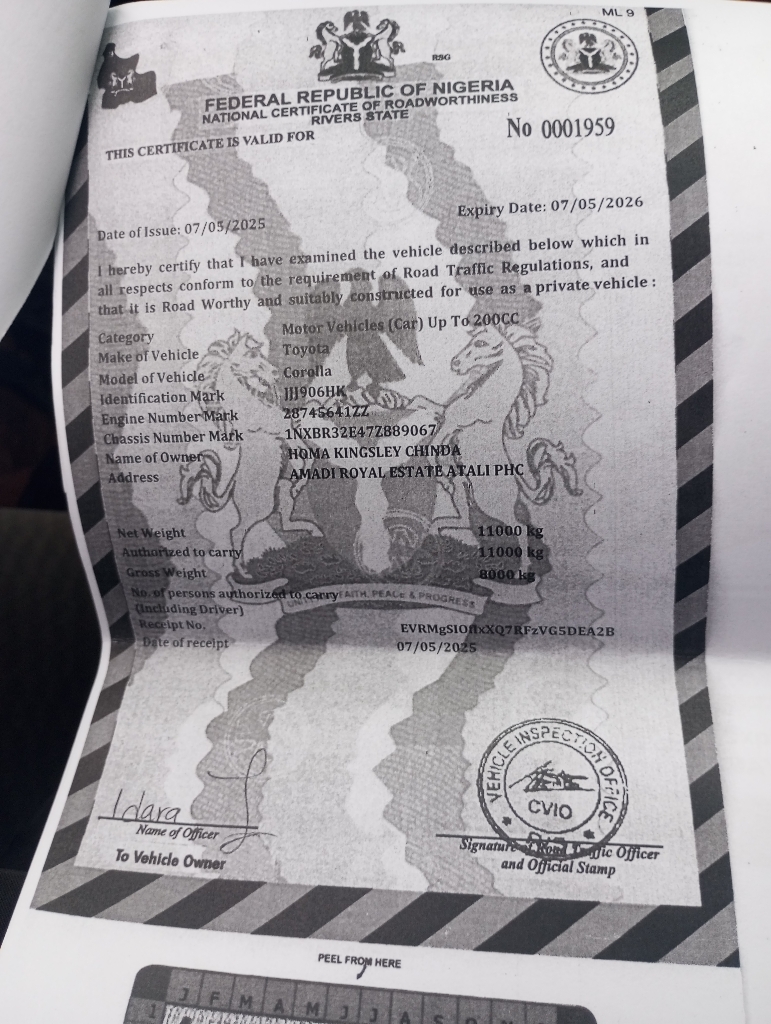 ML 9
RSG
FEDERAL REPUBLIC OF NIGERIA
NATIONAL CERTIFICATE OF ROADWORTHINESS
RIVERS STATE
THIS CERTIFICATE IS VALID FOR
No 0001959
Date of Issue: 07/05/2025
Expiry Date: 07/05/2026
I hereby certify that I have examined the vehicle described below which in
all respects conform to the requirement of Road Traffic Regulations, and
that it is Road Worthy and suitably constructed for use as a private vehicle :
Category Motor Vehicles (Car) Up To 200CC
Make of Vehicle Toyota
Model of Vehicle Corolla
Identification Mark JJJ906HK
Engine Number Mark 28745641ZZ
Chassis Number Mark 1NXBR32E47Z889067
Name of Owner HOMA KINGSLEY CHINDA
Address AMADI ROYAL ESTATE ATALI PHC
Net Weight 11000 kg
Authorized to carry 11000 kg
Gross Weight 8000 kg
No. of persons authorized to carry
FAITH, PEACE & PROGRESS
(Including Driver)
Receipt No.
Date of receipt 07/05/2025
VEHICLE INSPECTION OFFICE
CVIO
Idara
Name of Officer
To Vehicle Owner
Signature of Road Traffic Officer
and Official Stamp
PEEL FROM HERE
J F M A M J J A S O N
1